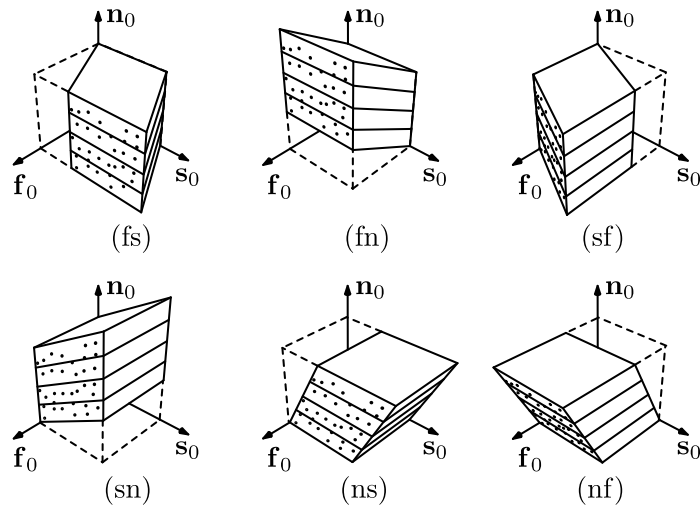 n₀ n₀ n₀
f₀ s₀ f₀ s₀ f₀ s₀
(fs) (fn) (sf)
n₀ n₀ n₀
f₀ s₀ f₀ s₀ f₀ s₀
(sn) (ns) (nf)